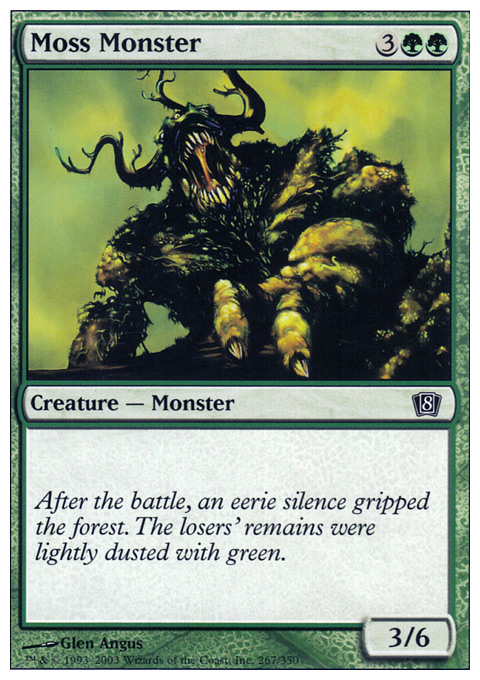 Moss Monster 3
Creature — Monster 8
After the battle, an eerie silence gripped
the forest. The losers' remains were
lightly dusted with green.
3/6
Glen Angus
™ & © 1993-2003 Wizards of the Coast, Inc. 267/350